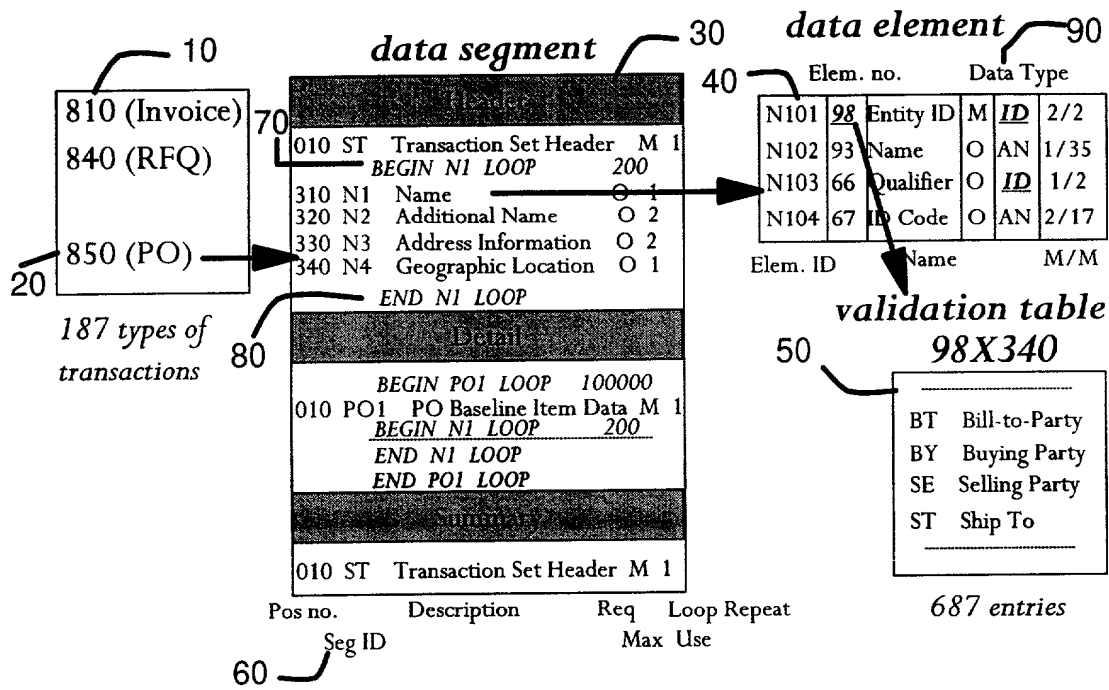 10
810 (Invoice)
840 (RFQ)
20
850 (PO)
187 types of
transactions
data segment
30
Header
70
010 ST Transaction Set Header M 1
BEGIN N1 LOOP 200
310 N1 Name O 1
320 N2 Additional Name O 2
330 N3 Address Information O 2
340 N4 Geographic Location O 1
END N1 LOOP
80
Detail
BEGIN PO1 LOOP 100000
010 PO1 PO Baseline Item Data M 1
BEGIN N1 LOOP 200
END N1 LOOP
END PO1 LOOP
Summary
010 ST Transaction Set Header M 1
Pos no. Description Req Loop Repeat
Seg ID Max Use
60
data element
90
40
Elem. no. Data Type
N101 98 Entity ID M ID 2/2
N102 93 Name O AN 1/35
N103 66 Qualifier O ID 1/2
N104 67 ID Code O AN 2/17
Elem. ID Name M/M
validation table
50
98X340
BT Bill-to-Party
BY Buying Party
SE Selling Party
ST Ship To
687 entries